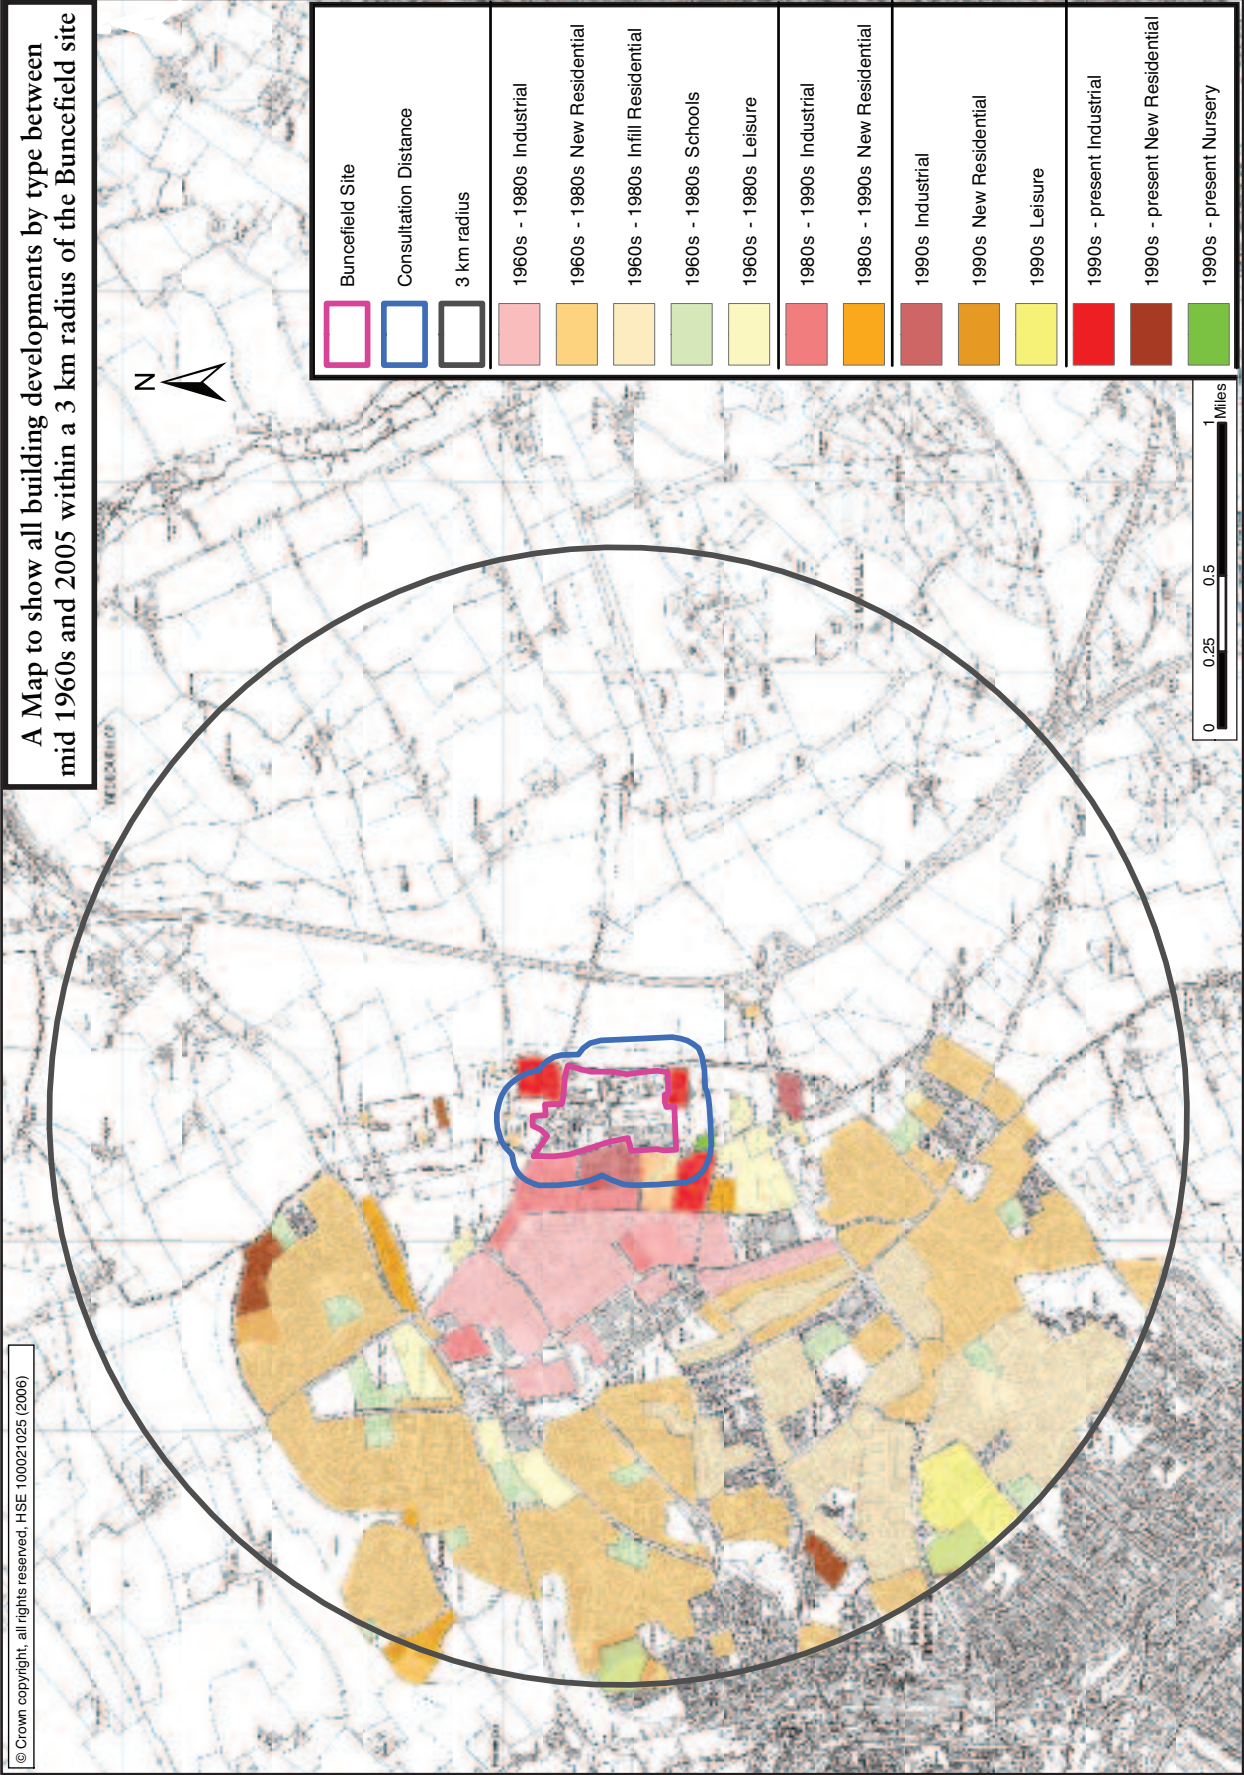 A Map to show all building developments by type between
mid 1960s and 2005 within a 3 km radius of the Buncefield site
N
Buncefield Site
Consultation Distance
3 km radius
1960s - 1980s Industrial
1960s - 1980s New Residential
1960s - 1980s Infill Residential
1960s - 1980s Schools
1960s - 1980s Leisure
1980s - 1990s Industrial
1980s - 1990s New Residential
1990s Industrial
1990s New Residential
1990s Leisure
1990s - present Industrial
1990s - present New Residential
1990s - present Nursery
0 0.25 0.5 1
Miles
© Crown copyright, all rights reserved. HSE 100021025 (2006)